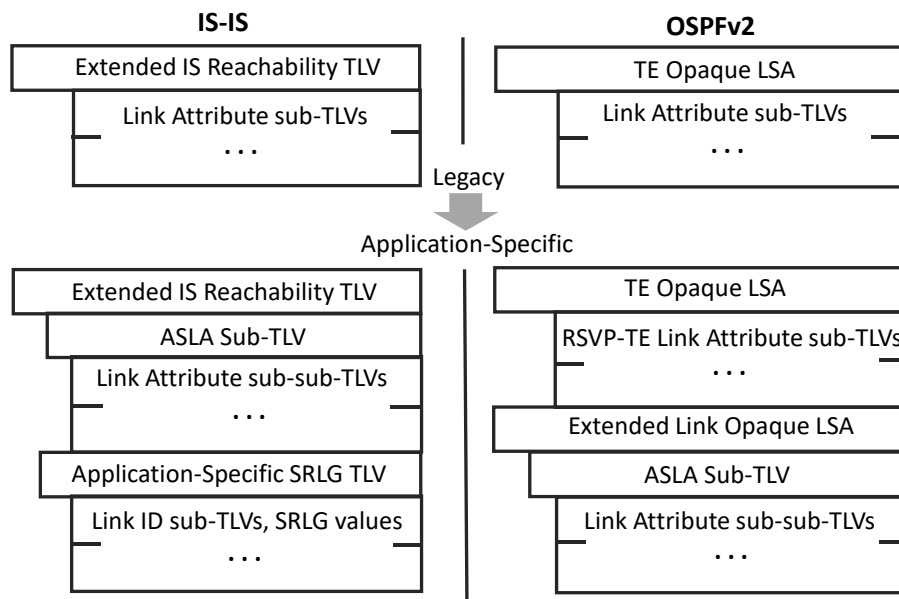 IS-IS
OSPFv2
Extended IS Reachability TLV
Link Attribute sub-TLVs
. . .
TE Opaque LSA
Link Attribute sub-TLVs
. . .
Legacy
Application-Specific
Extended IS Reachability TLV
ASLA Sub-TLV
Link Attribute sub-sub-TLVs
. . .
Application-Specific SRLG TLV
Link ID sub-TLVs, SRLG values
. . .
TE Opaque LSA
RSVP-TE Link Attribute sub-TLVs
. . .
Extended Link Opaque LSA
ASLA Sub-TLV
Link Attribute sub-sub-TLVs
. . .